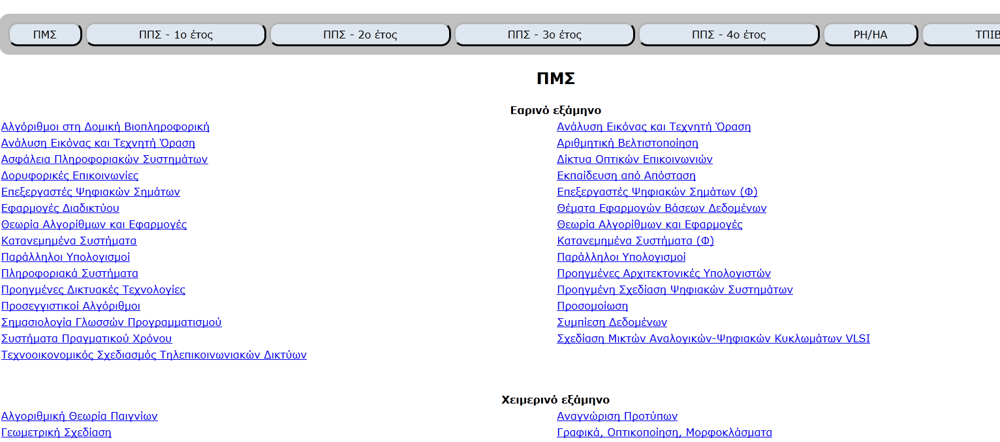 ΠΜΣ
ΠΠΣ - 1ο έτος
ΠΠΣ - 2ο έτος
ΠΠΣ - 3ο έτος
ΠΠΣ - 4ο έτος
ΡΗ/ΗΑ
ΤΠΙΒ
ΠΜΣ
Εαρινό εξάμηνο
Αλγόριθμοι στη Δομική Βιοπληροφορική
Ανάλυση Εικόνας και Τεχνητή Όραση
Ασφάλεια Πληροφοριακών Συστημάτων
Δορυφορικές Επικοινωνίες
Επεξεργαστές Ψηφιακών Σημάτων
Εφαρμογές Διαδικτύου
Θεωρία Αλγορίθμων και Εφαρμογές
Κατανεμημένα Συστήματα
Παράλληλοι Υπολογισμοί
Πληροφοριακά Συστήματα
Προηγμένες Δικτυακές Τεχνολογίες
Προσεγγιστικοί Αλγόριθμοι
Σημασιολογία Γλωσσών Προγραμματισμού
Συστήματα Πραγματικού Χρόνου
Τεχνοοικονομικός Σχεδιασμός Τηλεπικοινωνιακών Δικτύων
Ανάλυση Εικόνας και Τεχνητή Όραση
Αριθμητική Βελτιστοποίηση
Δίκτυα Οπτικών Επικοινωνιών
Εκπαίδευση από Απόσταση
Επεξεργαστές Ψηφιακών Σημάτων (Φ)
Θέματα Εφαρμογών Βάσεων Δεδομένων
Θεωρία Αλγορίθμων και Εφαρμογές
Κατανεμημένα Συστήματα (Φ)
Παράλληλοι Υπολογισμοί
Προηγμένες Αρχιτεκτονικές Υπολογιστών
Προηγμένη Σχεδίαση Ψηφιακών Συστημάτων
Προσομοίωση
Συμπίεση Δεδομένων
Σχεδίαση Μικτών Αναλογικών-Ψηφιακών Κυκλωμάτων VLSI
Χειμερινό εξάμηνο
Αλγοριθμική Θεωρία Παιγνίων
Γεωμετρική Σχεδίαση
Αναγνώριση Προτύπων
Γραφικά, Οπτικοποίηση, Μορφοκλάσματα